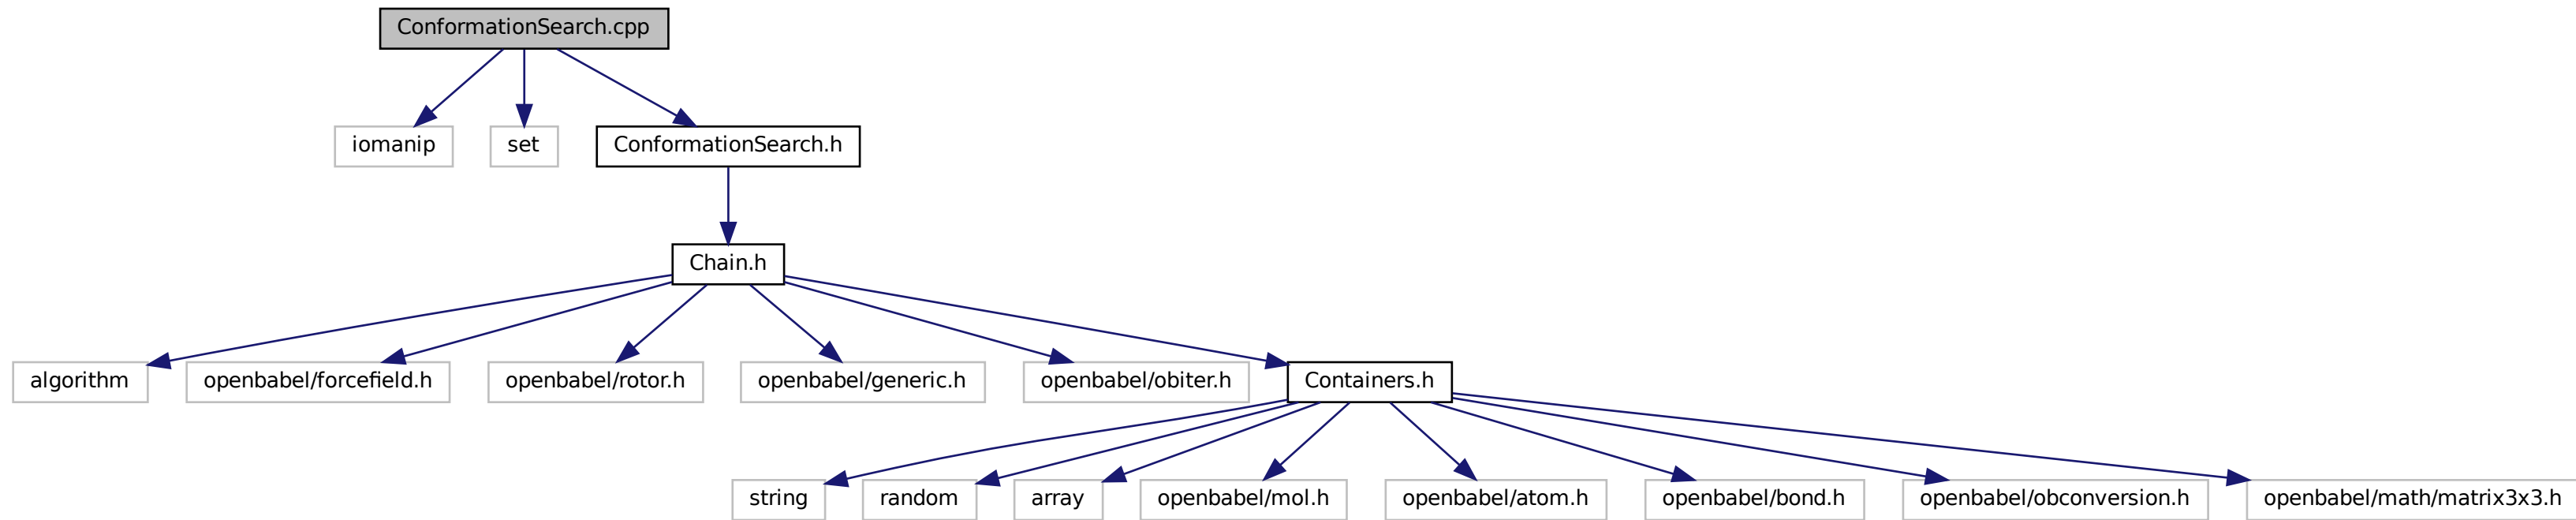 ConformationSearch.cpp
iomanip
set
ConformationSearch.h
Chain.h
algorithm
openbabel/forcefield.h
openbabel/rotor.h
openbabel/generic.h
openbabel/obiter.h
Containers.h
string
random
array
openbabel/mol.h
openbabel/atom.h
openbabel/bond.h
openbabel/obconversion.h
openbabel/math/matrix3x3.h